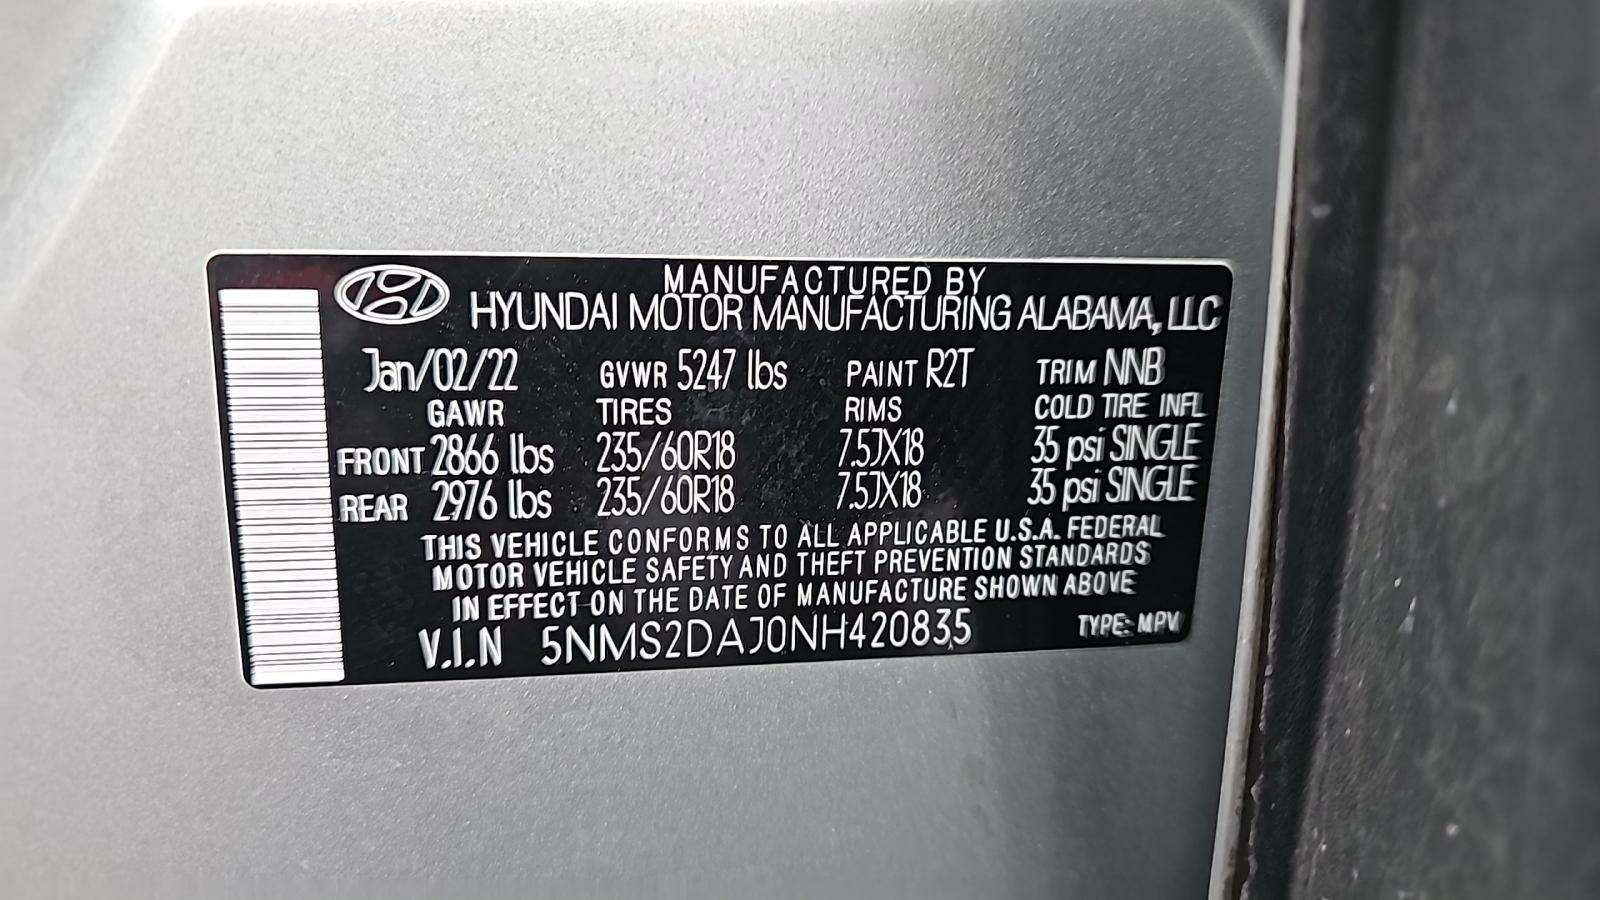 MANUFACTURED BY
HYUNDAI MOTOR MANUFACTURING ALABAMA, LLC
Jan/02/22 GVWR 5247 lbs PAINT R2T TRIM NNB
GAWR TIRES RIMS COLD TIRE INFL
FRONT 2866 lbs 235/60R18 7.5JX18 35 psi SINGLE
REAR 2976 lbs 235/60R18 7.5JX18 35 psi SINGLE
THIS VEHICLE CONFORMS TO ALL APPLICABLE U.S.A. FEDERAL
MOTOR VEHICLE SAFETY AND THEFT PREVENTION STANDARDS
IN EFFECT ON THE DATE OF MANUFACTURE SHOWN ABOVE
V.I.N 5NMS2DAJ0NH420835 TYPE: MPV